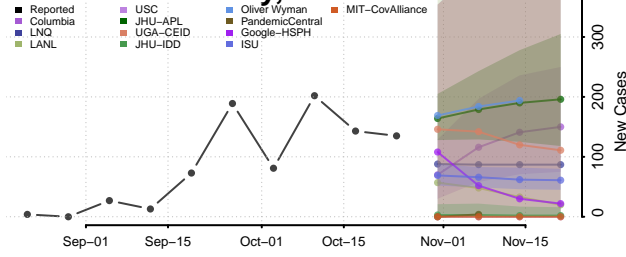 Reported
Columbia
LNQ
LANL
USC
JHU−APL
UGA−CEID
JHU−IDD
Oliver Wyman
PandemicCentral
Google−HSPH
ISU
MIT−CovAlliance
300
200
100
0
New Cases
Sep−01
Sep−15
Oct−01
Oct−15
Nov−01
Nov−15